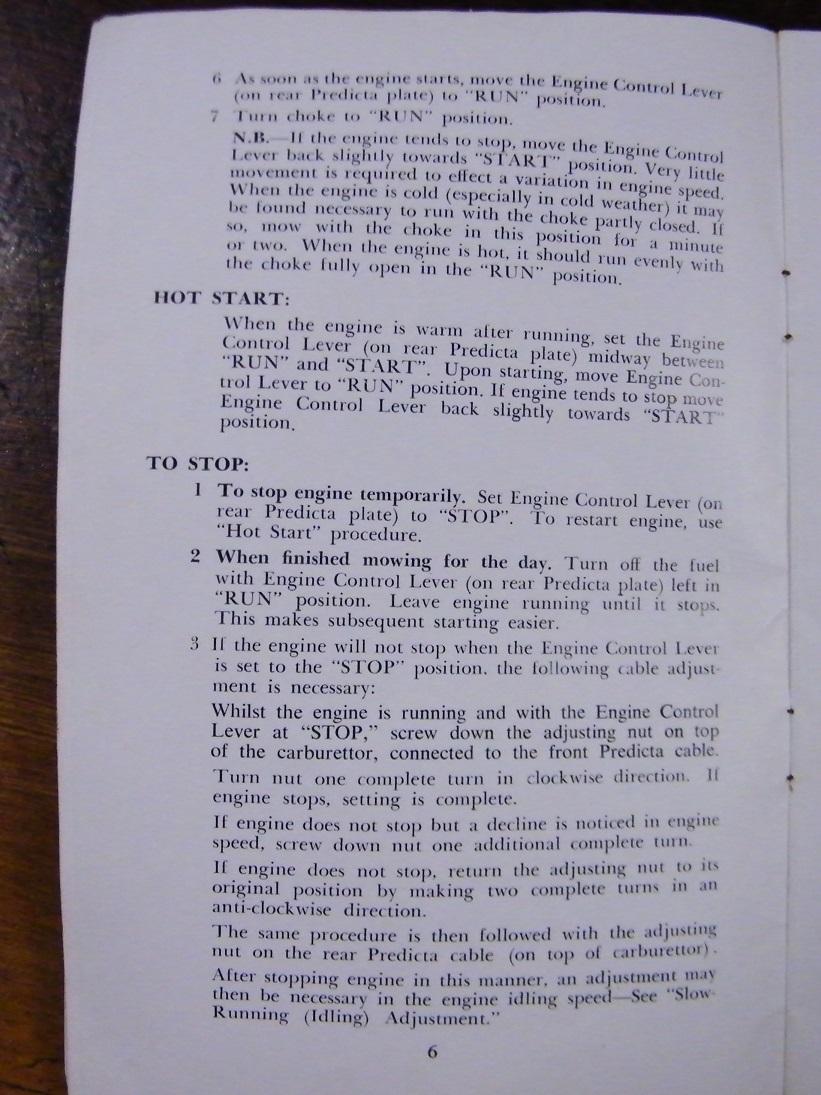 6 As soon as the engine starts, move the Engine Control Lever
(on rear Predicta plate) to "RUN" position.
7 Turn choke to "RUN" position.
N.B.—If the engine tends to stop, move the Engine Control
Lever back slightly towards "START" position. Very little
movement is required to effect a variation in engine speed.
When the engine is cold (especially in cold weather) it may
be found necessary to run with the choke partly closed. If
so, mow with the choke in this position for a minute
or two. When the engine is hot, it should run evenly with
the choke fully open in the "RUN" position.
HOT START:
When the engine is warm after running, set the Engine
Control Lever (on rear Predicta plate) midway between
"RUN" and "START". Upon starting, move Engine Con-
trol Lever to "RUN" position. If engine tends to stop move
Engine Control Lever back slightly towards "START"
position.
TO STOP:
1 To stop engine temporarily. Set Engine Control Lever (on
rear Predicta plate) to "STOP". To restart engine, use
"Hot Start" procedure.
2 When finished mowing for the day. Turn off the fuel
with Engine Control Lever (on rear Predicta plate) left in
"RUN" position. Leave engine running until it stops.
This makes subsequent starting easier.
3 If the engine will not stop when the Engine Control Lever
is set to the "STOP" position. the following cable adjust-
ment is necessary:
Whilst the engine is running and with the Engine Control
Lever at "STOP," screw down the adjusting nut on top
of the carburettor, connected to the front Predicta cable.
Turn nut one complete turn in clockwise direction. If
engine stops, setting is complete.
If engine does not stop but a decline is noticed in engine
speed, screw down nut one additional complete turn.
If engine does not stop, return the adjusting nut to its
original position by making two complete turns in an
anti-clockwise direction.
The same procedure is then followed with the adjusting
nut on the rear Predicta cable (on top of carburettor).
After stopping engine in this manner, an adjustment may
then be necessary in the engine idling speed—See "Slow-
Running (Idling) Adjustment."
6